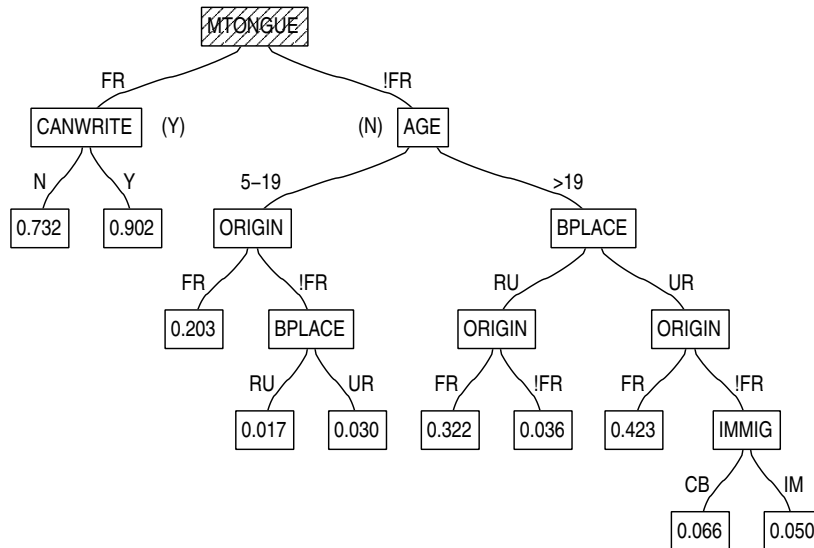 MTONGUE
FR !FR
CANWRITE (Y) (N) AGE
N Y 5–19 >19
0.732 0.902 ORIGIN BPLACE
FR !FR RU UR
0.203 BPLACE ORIGIN ORIGIN
RU UR FR !FR FR !FR
0.017 0.030 0.322 0.036 0.423 IMMIG
CB IM
0.066 0.050